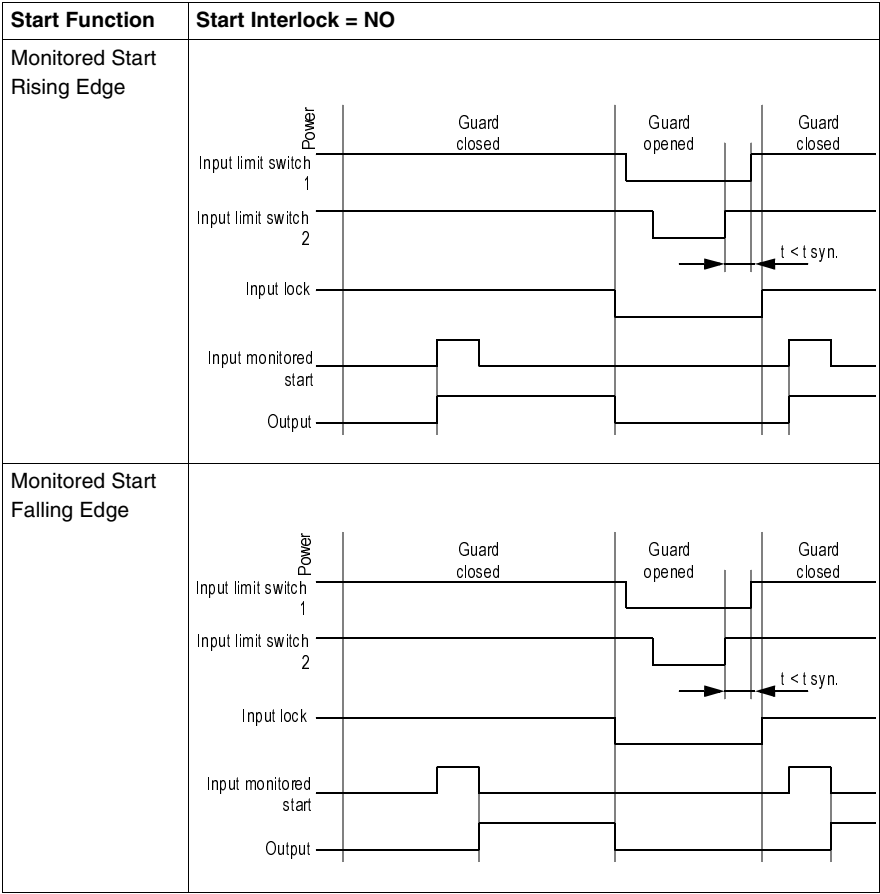 Start Function
Start Interlock = NO
Monitored Start
Rising Edge
Power
Guard
closed
Guard
opened
Guard
closed
Input limit switch
1
Input limit switch
2
t < t syn.
Input lock
Input monitored
start
Output
Monitored Start
Falling Edge
Power
Guard
closed
Guard
opened
Guard
closed
Input limit switch
1
Input limit switch
2
t < t syn.
Input lock
Input monitored
start
Output